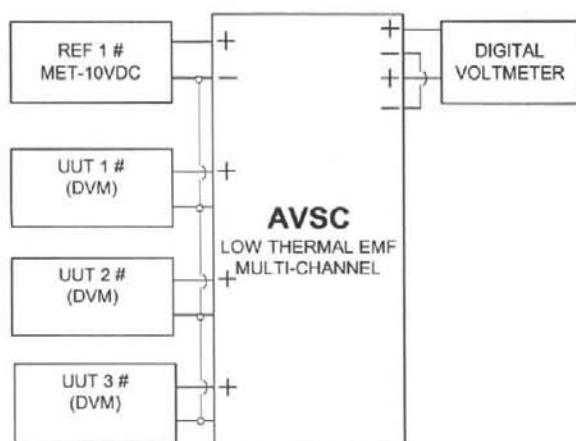 REF 1 #
MET-10VDC
+
−
UUT 1 #
(DVM)
+
UUT 2 #
(DVM)
+
UUT 3 #
(DVM)
+
AVSC
LOW THERMAL EMF
MULTI-CHANNEL
+
−
+
−
DIGITAL
VOLTMETER